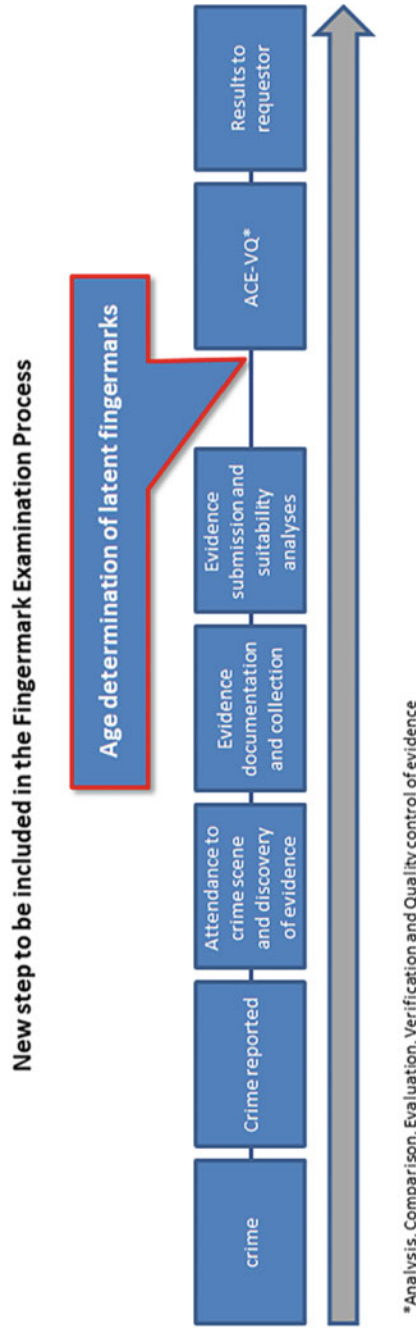 New step to be included in the Fingermark Examination Process
Age determination of latent fingermarks
crime
Crime reported
Attendance to
crime scene
and discovery
of evidence
Evidence
documentation
and collection
Evidence
submission and
suitability
analyses
ACE-VQ*
Results to
requestor
*Analysis, Comparison, Evaluation, Verification and Quality control of evidence